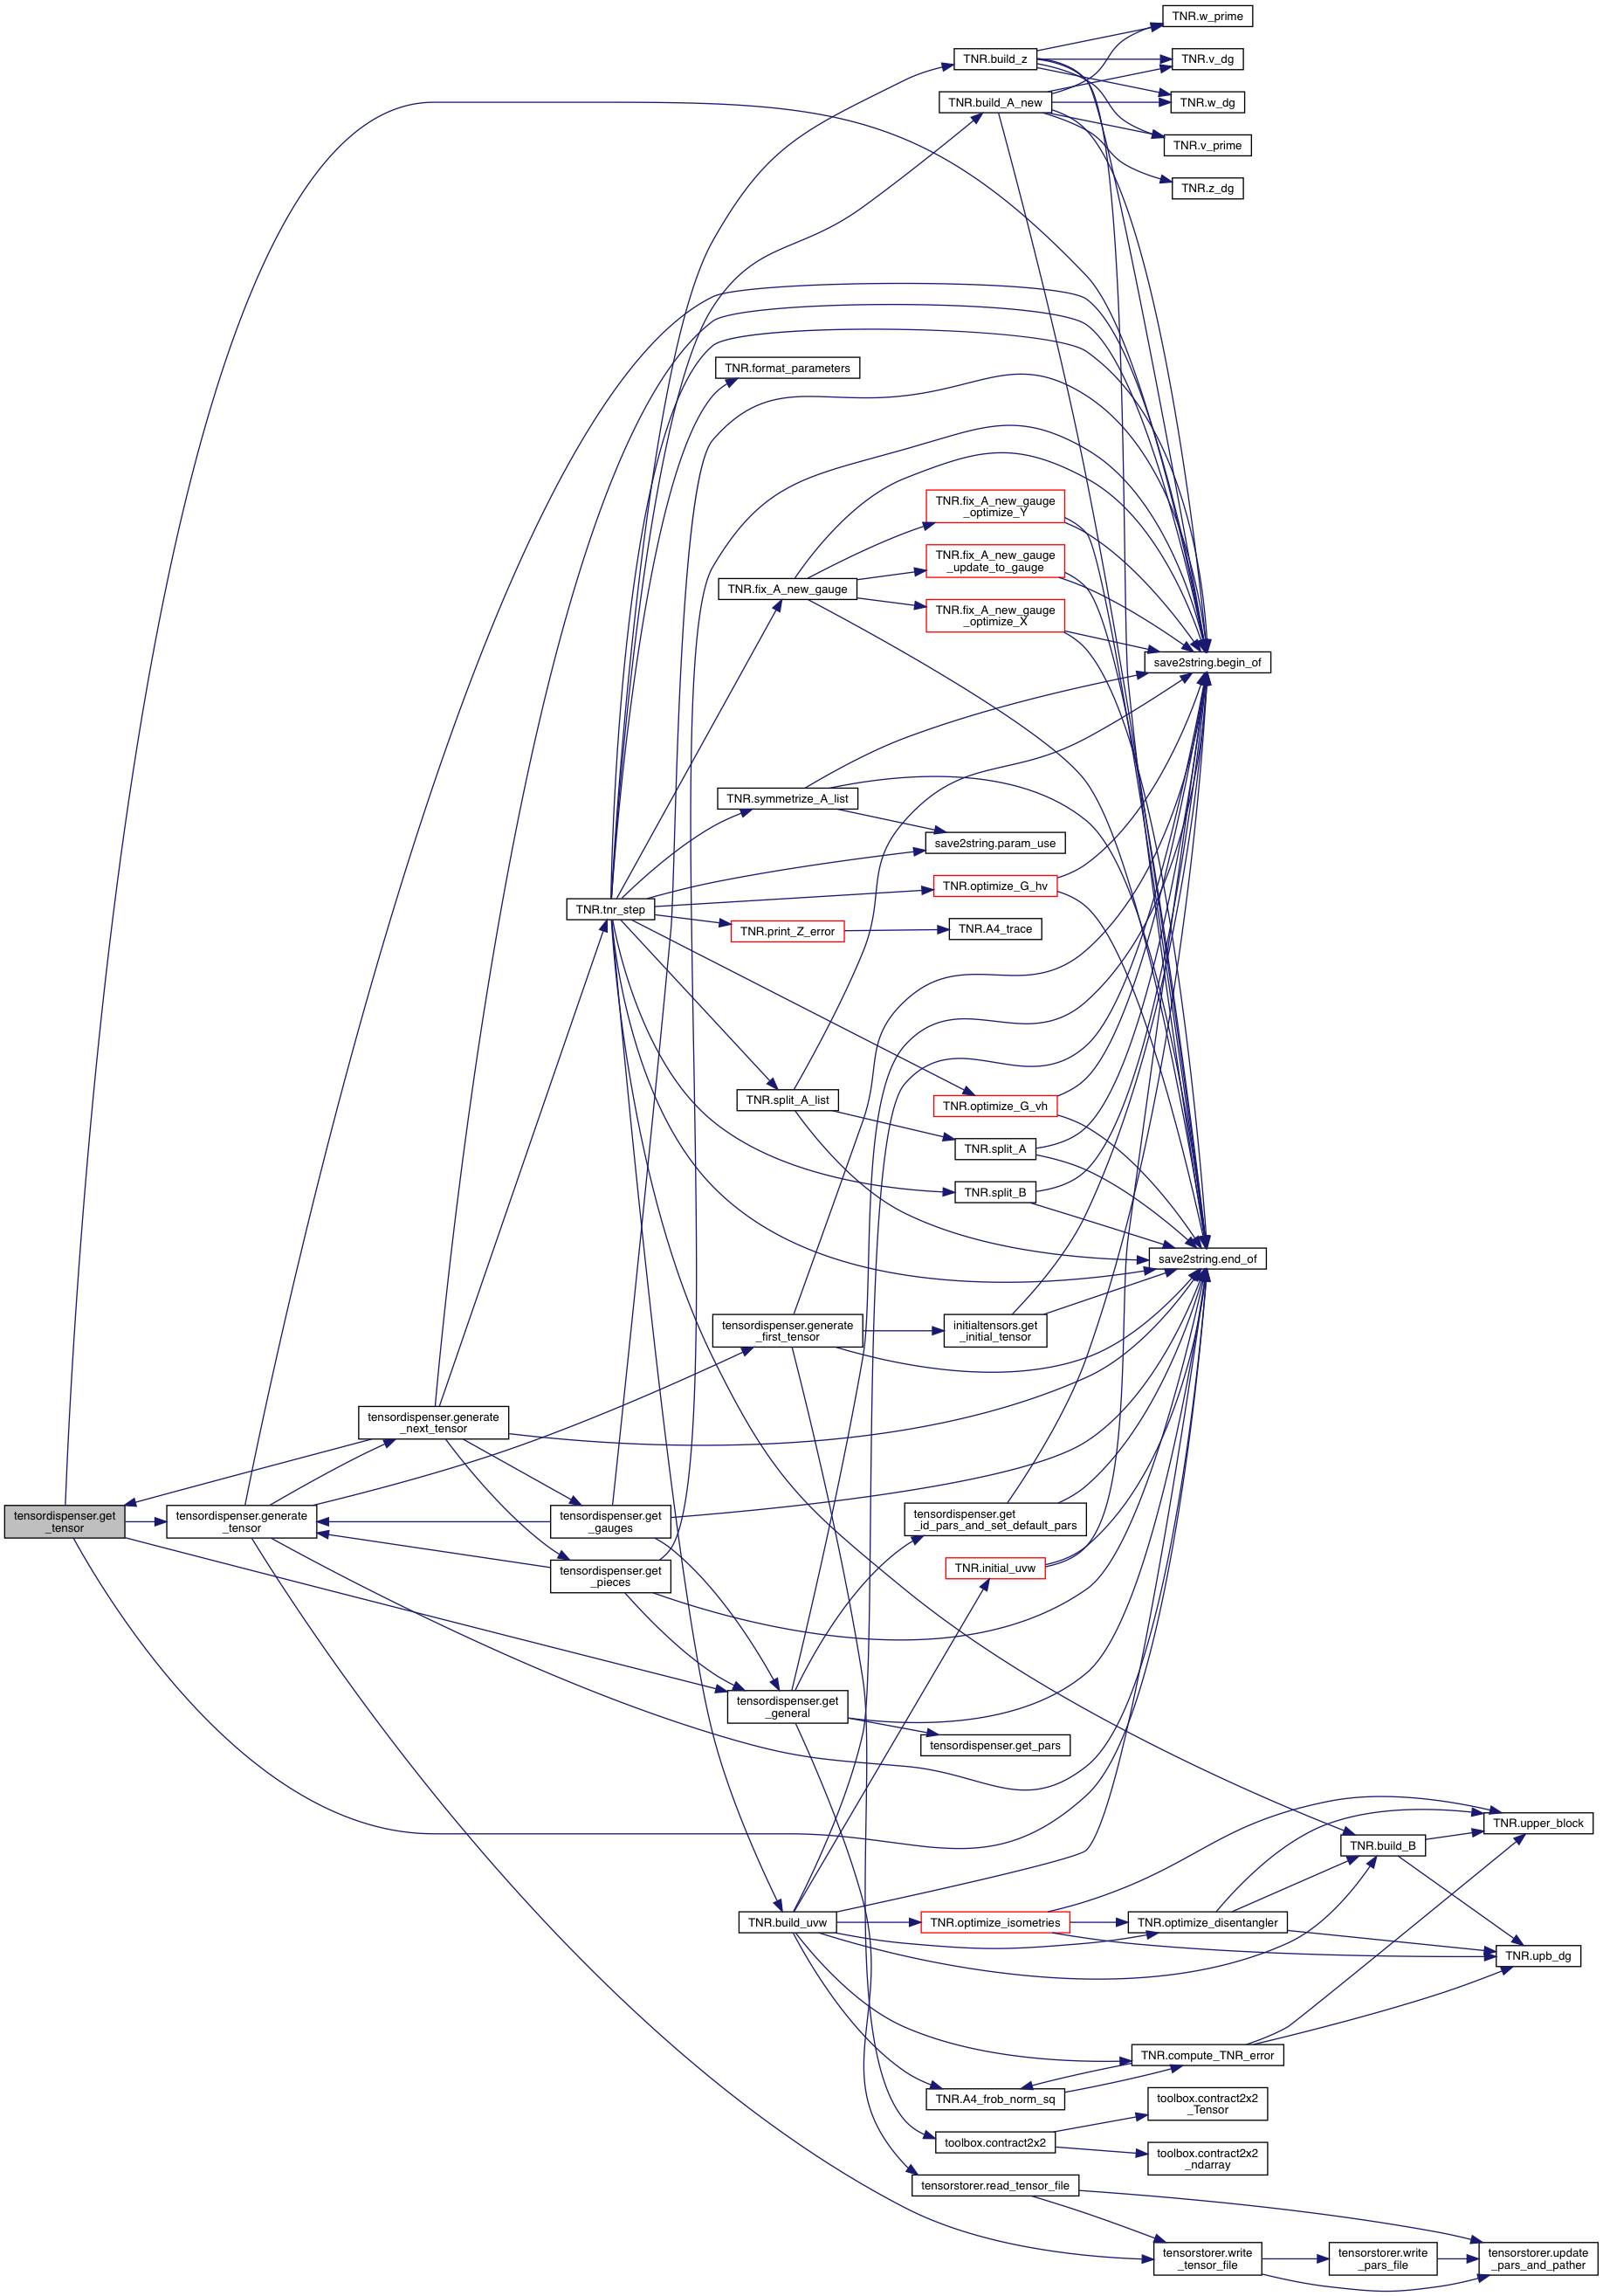 TNR.w_prime
TNR.build_z
TNR.v_dg
TNR.build_A_new
TNR.w_dg
TNR.v_prime
TNR.z_dg
TNR.format_parameters
TNR.fix_A_new_gauge
_optimize_Y
TNR.fix_A_new_gauge
_update_to_gauge
TNR.fix_A_new_gauge
TNR.fix_A_new_gauge
_optimize_X
save2string.begin_of
TNR.symmetrize_A_list
save2string.param_use
TNR.optimize_G_hv
TNR.tnr_step
TNR.print_Z_error
TNR.A4_trace
TNR.split_A_list
TNR.optimize_G_vh
TNR.split_A
TNR.split_B
save2string.end_of
tensordispenser.generate
_first_tensor
initialtensors.get
_initial_tensor
tensordispenser.generate
_next_tensor
tensordispenser.get
_tensor
tensordispenser.generate
_tensor
tensordispenser.get
_gauges
tensordispenser.get
_id_pars_and_set_default_pars
tensordispenser.get
_pieces
TNR.initial_uvw
tensordispenser.get
_general
tensordispenser.get_pars
TNR.upper_block
TNR.build_B
TNR.build_uvw
TNR.optimize_isometries
TNR.optimize_disentangler
TNR.upb_dg
TNR.compute_TNR_error
TNR.A4_frob_norm_sq
toolbox.contract2x2
_Tensor
toolbox.contract2x2
toolbox.contract2x2
_ndarray
tensorstorer.read_tensor_file
tensorstorer.write
_tensor_file
tensorstorer.write
_pars_file
tensorstorer.update
_pars_and_pather